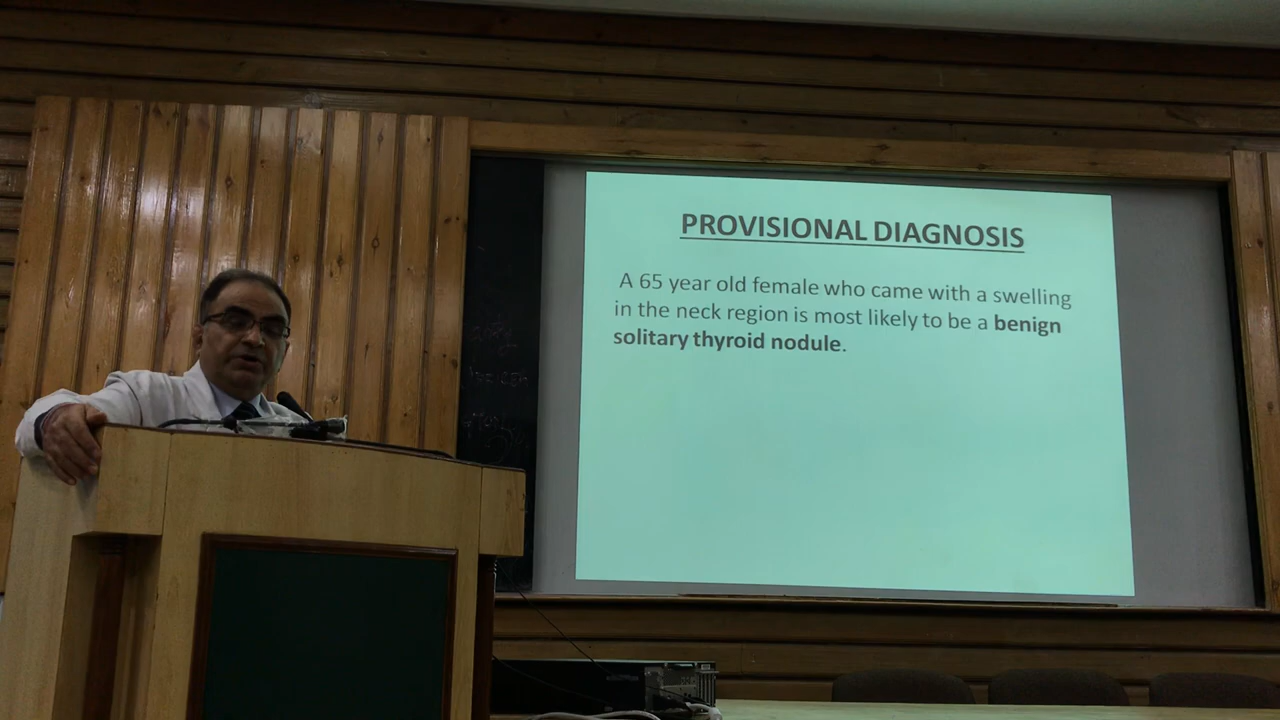 PROVISIONAL DIAGNOSIS
A 65 year old female who came with a swelling
in the neck region is most likely to be a benign
solitary thyroid nodule.